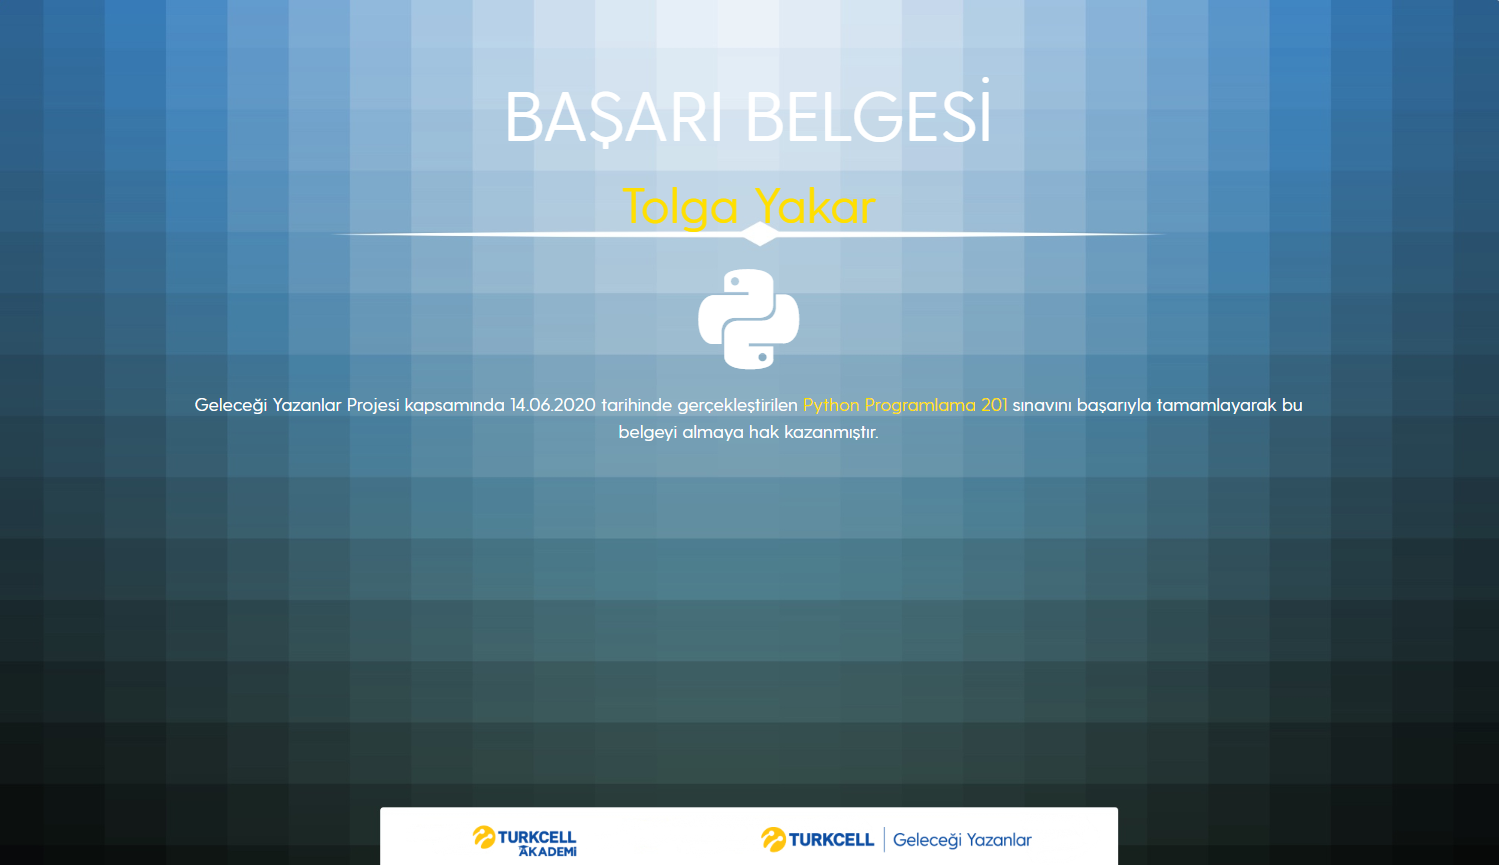 BAŞARI BELGESİ
Tolga Yakar
Geleceği Yazanlar Projesi kapsamında 14.06.2020 tarihinde gerçekleştirilen Python Programlama 201 sınavını başarıyla tamamlayarak bu
belgeyi almaya hak kazanmıştır.
TURKCELL AKADEMİ
TURKCELL | Geleceği Yazanlar